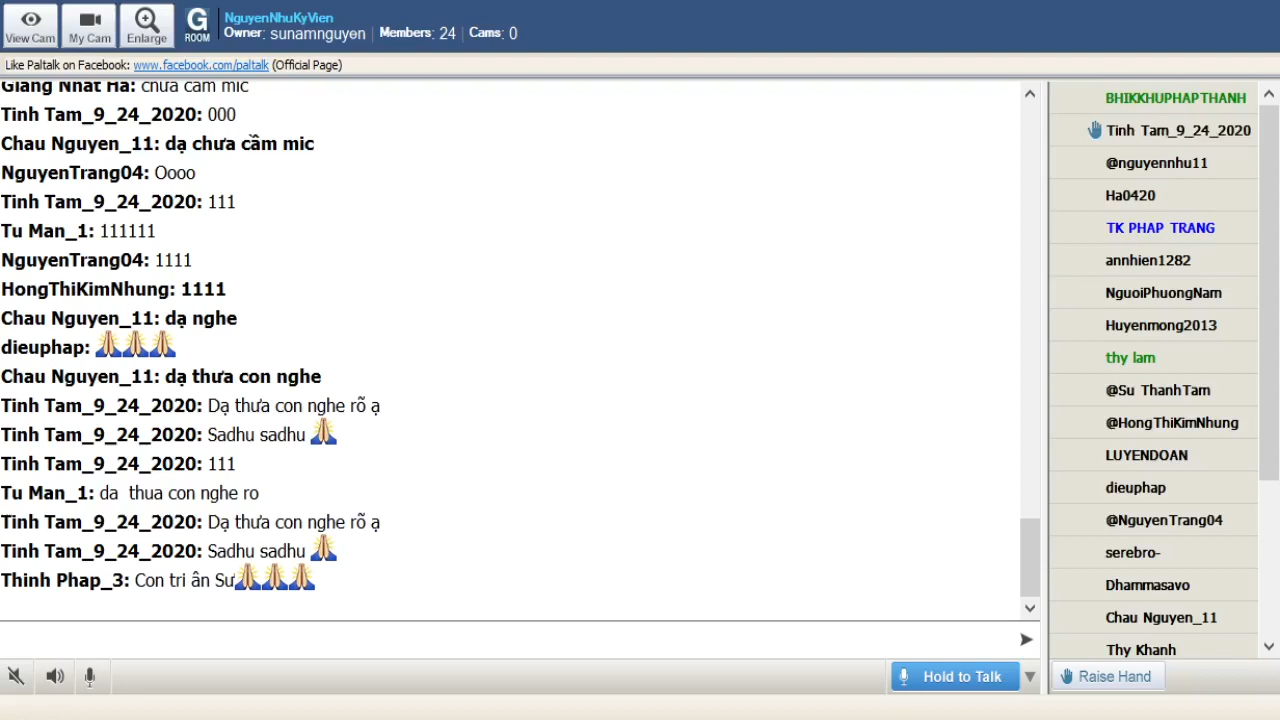 View Cam
My Cam
Enlarge
G
ROOM
NguyenNhuKyVien
Owner: sunamnguyen | Members: 24 | Cams: 0
Like Paltalk on Facebook: www.facebook.com/paltalk (Official Page)
Giang Nhat Ha: chưa cầm mic
Tinh Tam_9_24_2020: 000
Chau Nguyen_11: dạ chưa cầm mic
NguyenTrang04: Oooo
Tinh Tam_9_24_2020: 111
Tu Man_1: 111111
NguyenTrang04: 1111
HongThiKimNhung: 1111
Chau Nguyen_11: dạ nghe
dieuphap: 🙏🙏🙏
Chau Nguyen_11: dạ thưa con nghe
Tinh Tam_9_24_2020: Dạ thưa con nghe rõ ạ
Tinh Tam_9_24_2020: Sadhu sadhu 🙏
Tinh Tam_9_24_2020: 111
Tu Man_1: da  thua con nghe ro
Tinh Tam_9_24_2020: Dạ thưa con nghe rõ ạ
Tinh Tam_9_24_2020: Sadhu sadhu 🙏
Thinh Phap_3: Con tri ân Sư🙏🙏🙏
Hold to Talk
BHIKKHUPHAPTHANH
Tinh Tam_9_24_2020
@nguyennhu11
Ha0420
TK PHAP TRANG
annhien1282
NguoiPhuongNam
Huyenmong2013
thy lam
@Su ThanhTam
@HongThiKimNhung
LUYENDOAN
dieuphap
@NguyenTrang04
serebro-
Dhammasavo
Chau Nguyen_11
Thy Khanh
Raise Hand